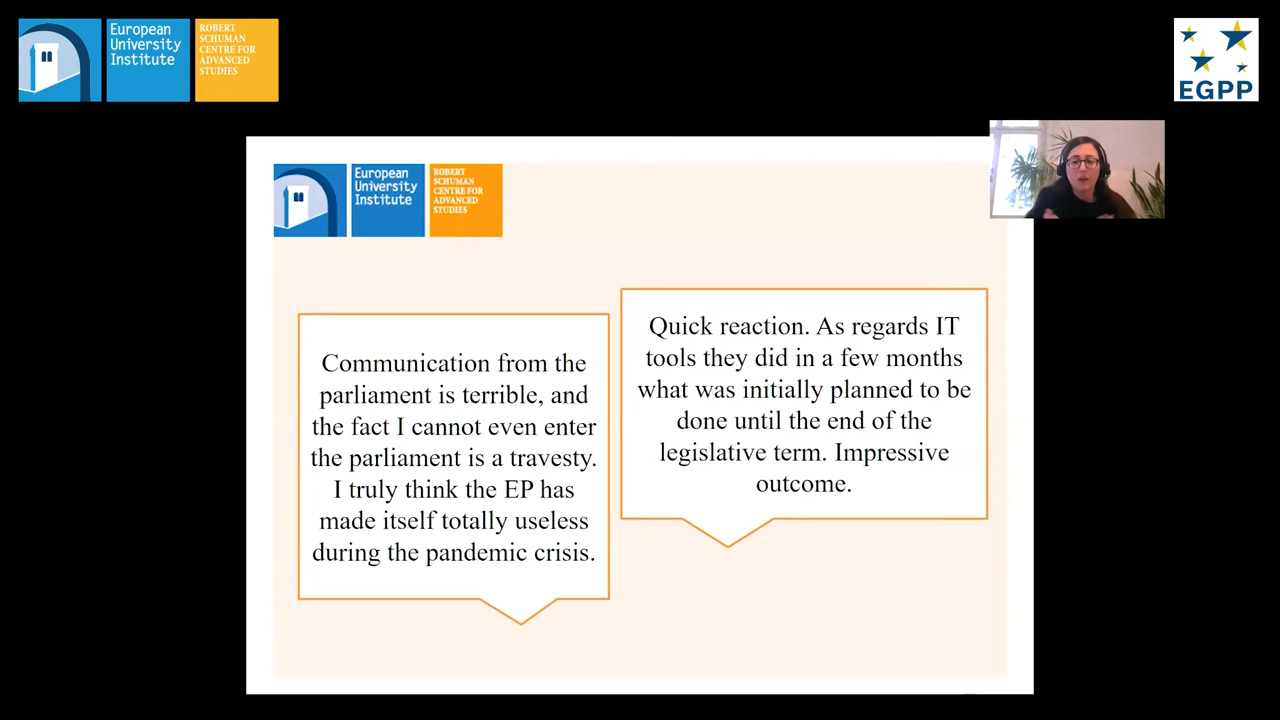 European
University
Institute
ROBERT
SCHUMAN
CENTRE FOR
ADVANCED
STUDIES
EGPP
European
University
Institute
ROBERT
SCHUMAN
CENTRE FOR
ADVANCED
STUDIES
Communication from the
parliament is terrible, and
the fact I cannot even enter
the parliament is a travesty.
I truly think the EP has
made itself totally useless
during the pandemic crisis.
Quick reaction. As regards IT
tools they did in a few months
what was initially planned to be
done until the end of the
legislative term. Impressive
outcome.